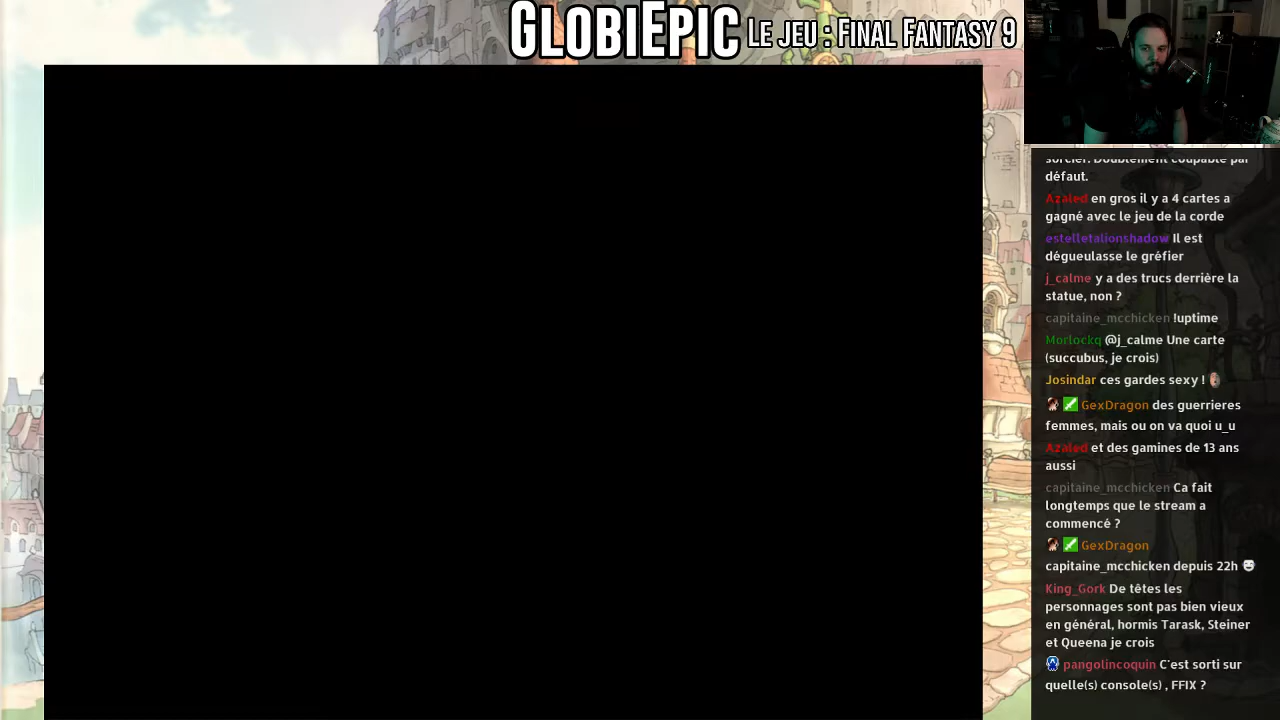 GLOBIEPIC LE JEU : FINAL FANTASY 9
sorcier. Doublement coupable par
défaut.
Azaled en gros il y a 4 cartes a
gagné avec le jeu de la corde
estelletalionshadow Il est
dégueulasse le gréfier
j_calme y a des trucs derrière la
statue, non ?
capitaine_mcchicken !uptime
Morlockq @j_calme Une carte
(succubus, je crois)
Josindar ces gardes sexy !
GexDragon des guerrieres
femmes, mais ou on va quoi u_u
Azaled et des gamines de 13 ans
aussi
capitaine_mcchicken Ca fait
longtemps que le stream a
commencé ?
GexDragon
capitaine_mcchicken depuis 22h
King_Gork De têtes les
personnages sont pas bien vieux
en général, hormis Tarask, Steiner
et Queena je crois
pangolincoquin C'est sorti sur
quelle(s) console(s) , FFIX ?